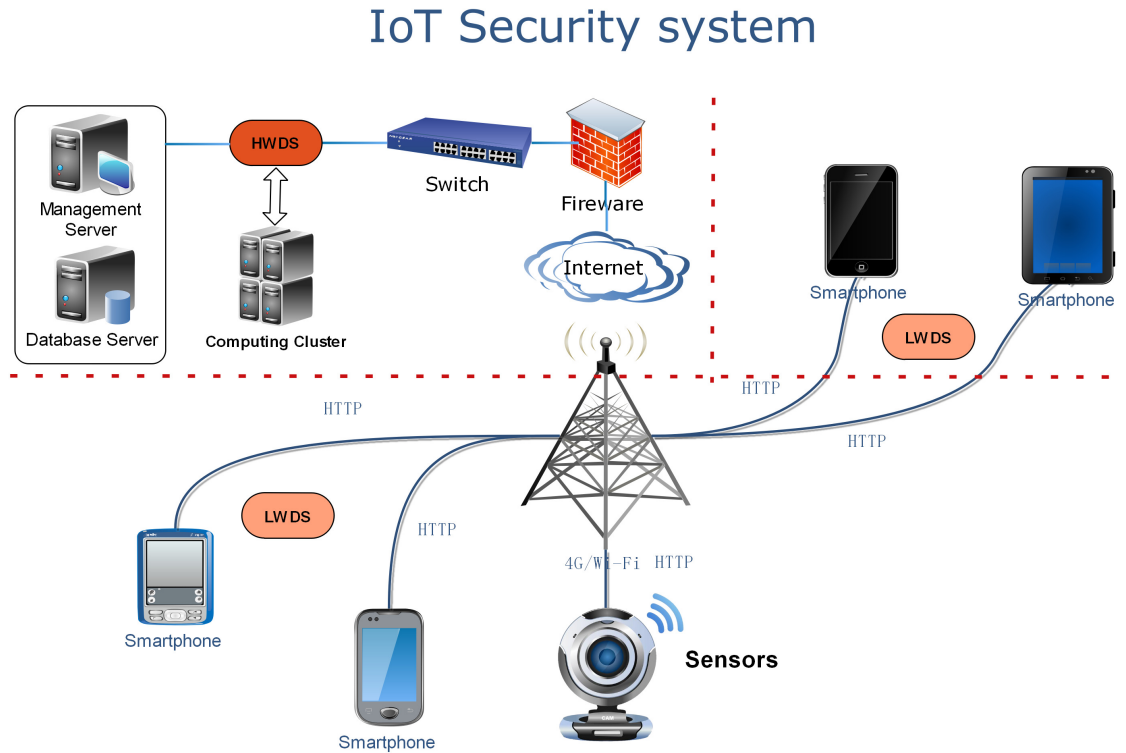 IoT Security system
HWDS
Switch
Fireware
Management
Server
Internet
Database Server
Computing Cluster
Smartphone
Smartphone
LWDS
HTTP
HTTP
HTTP
LWDS
HTTP
4G/Wi-Fi HTTP
Smartphone
Sensors
CAM
Smartphone